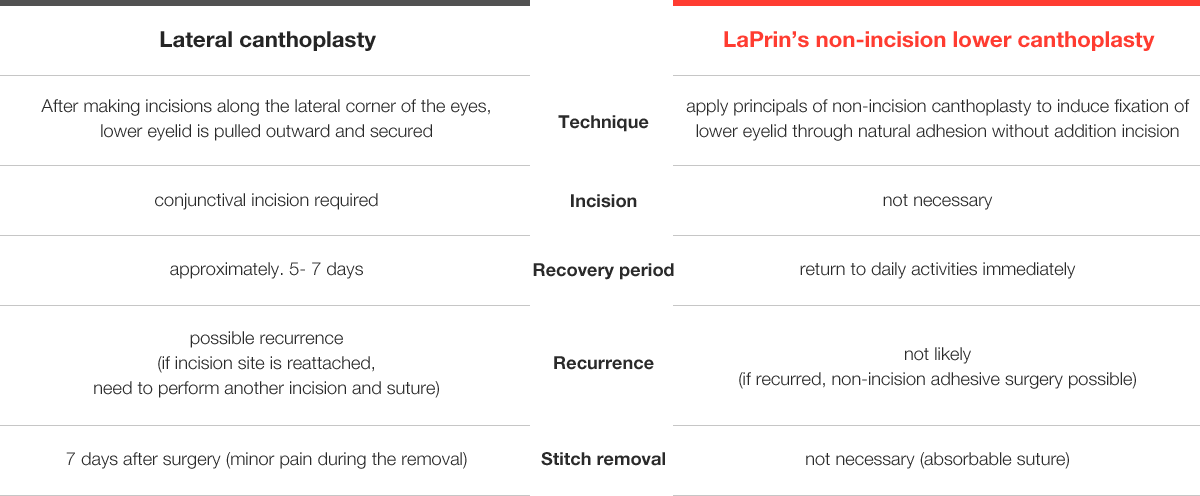 Lateral canthoplasty
LaPrin's non-incision lower canthoplasty
After making incisions along the lateral corner of the eyes,
lower eyelid is pulled outward and secured
Technique
apply principals of non-incision canthoplasty to induce fixation of
lower eyelid through natural adhesion without addition incision
conjunctival incision required
Incision
not necessary
approximately. 5- 7 days
Recovery period
return to daily activities immediately
possible recurrence
(if incision site is reattached,
need to perform another incision and suture)
Recurrence
not likely
(if recurred, non-incision adhesive surgery possible)
7 days after surgery (minor pain during the removal)
Stitch removal
not necessary (absorbable suture)